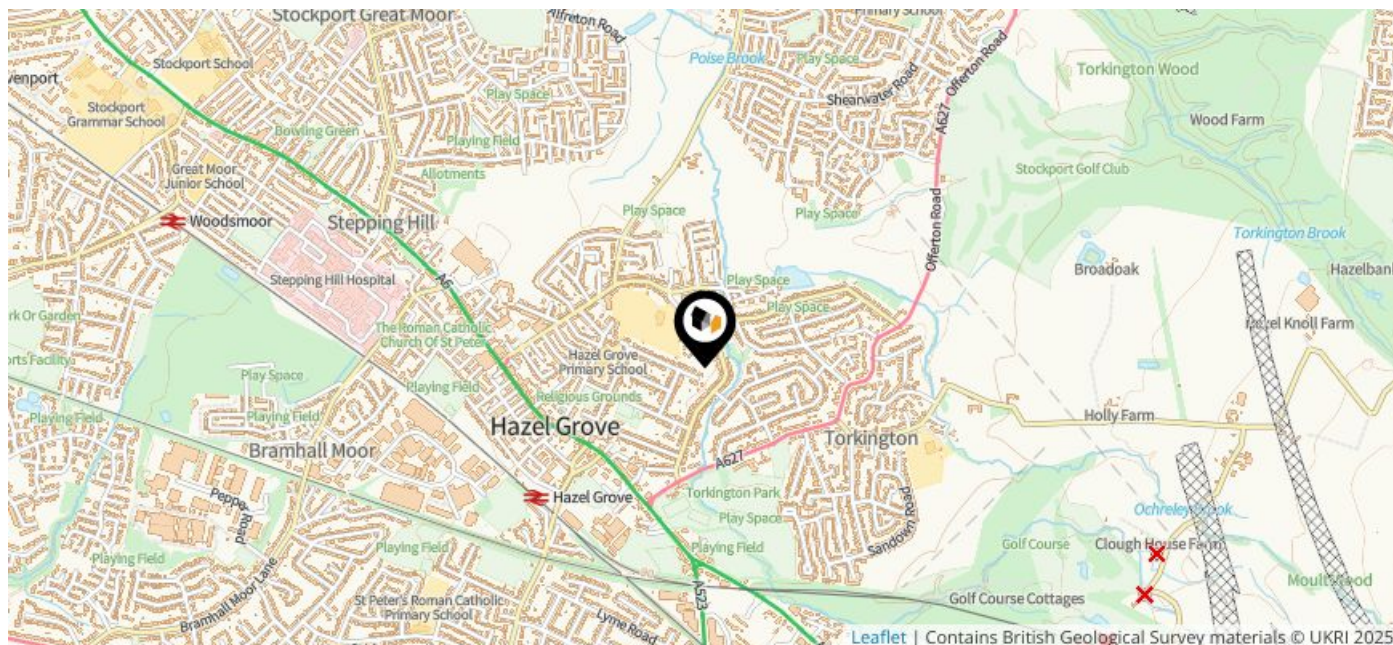 Stockport Great Moor
Alfreton Road
Primary School
Stockport School
Poise Brook
Play Space
Torkington Wood
Offerton Road
venport
Play Space
Shearwater Road
Stockport
Grammar School
A627
Wood Farm
Bowling Green
Playing Field
Great Moor
Junior School
Allotments
Stockport Golf Club
Woodsmoor
Stepping Hill
Play Space
Play Space
Torkington Brook
Offerton Road
Broadoak
Hazelbank
Stepping Hill Hospital
A6
Play Space
Play Space
rk Or Garden
The Roman Catholic
Church Of St Peter
Hazel Knoll Farm
orts Facility
Hazel Grove
Primary School
Play Space
Playing Field
Religious Grounds
Playing Field
Playing Field
Holly Farm
Hazel Grove
Torkington
Bramhall Moor
A627
Hazel Grove
Torkington Park
Play Space
Sandown Road
Ochreley Brook
Playing Field
Playing Field
Playing Field
Golf Course
Clough House Farm
Bramhall Moor Lane
A523
Moultswood
St Peter's Roman Catholic
Primary School
Lyme Road
Golf Course Cottages
Leaflet | Contains British Geological Survey materials © UKRI 2025